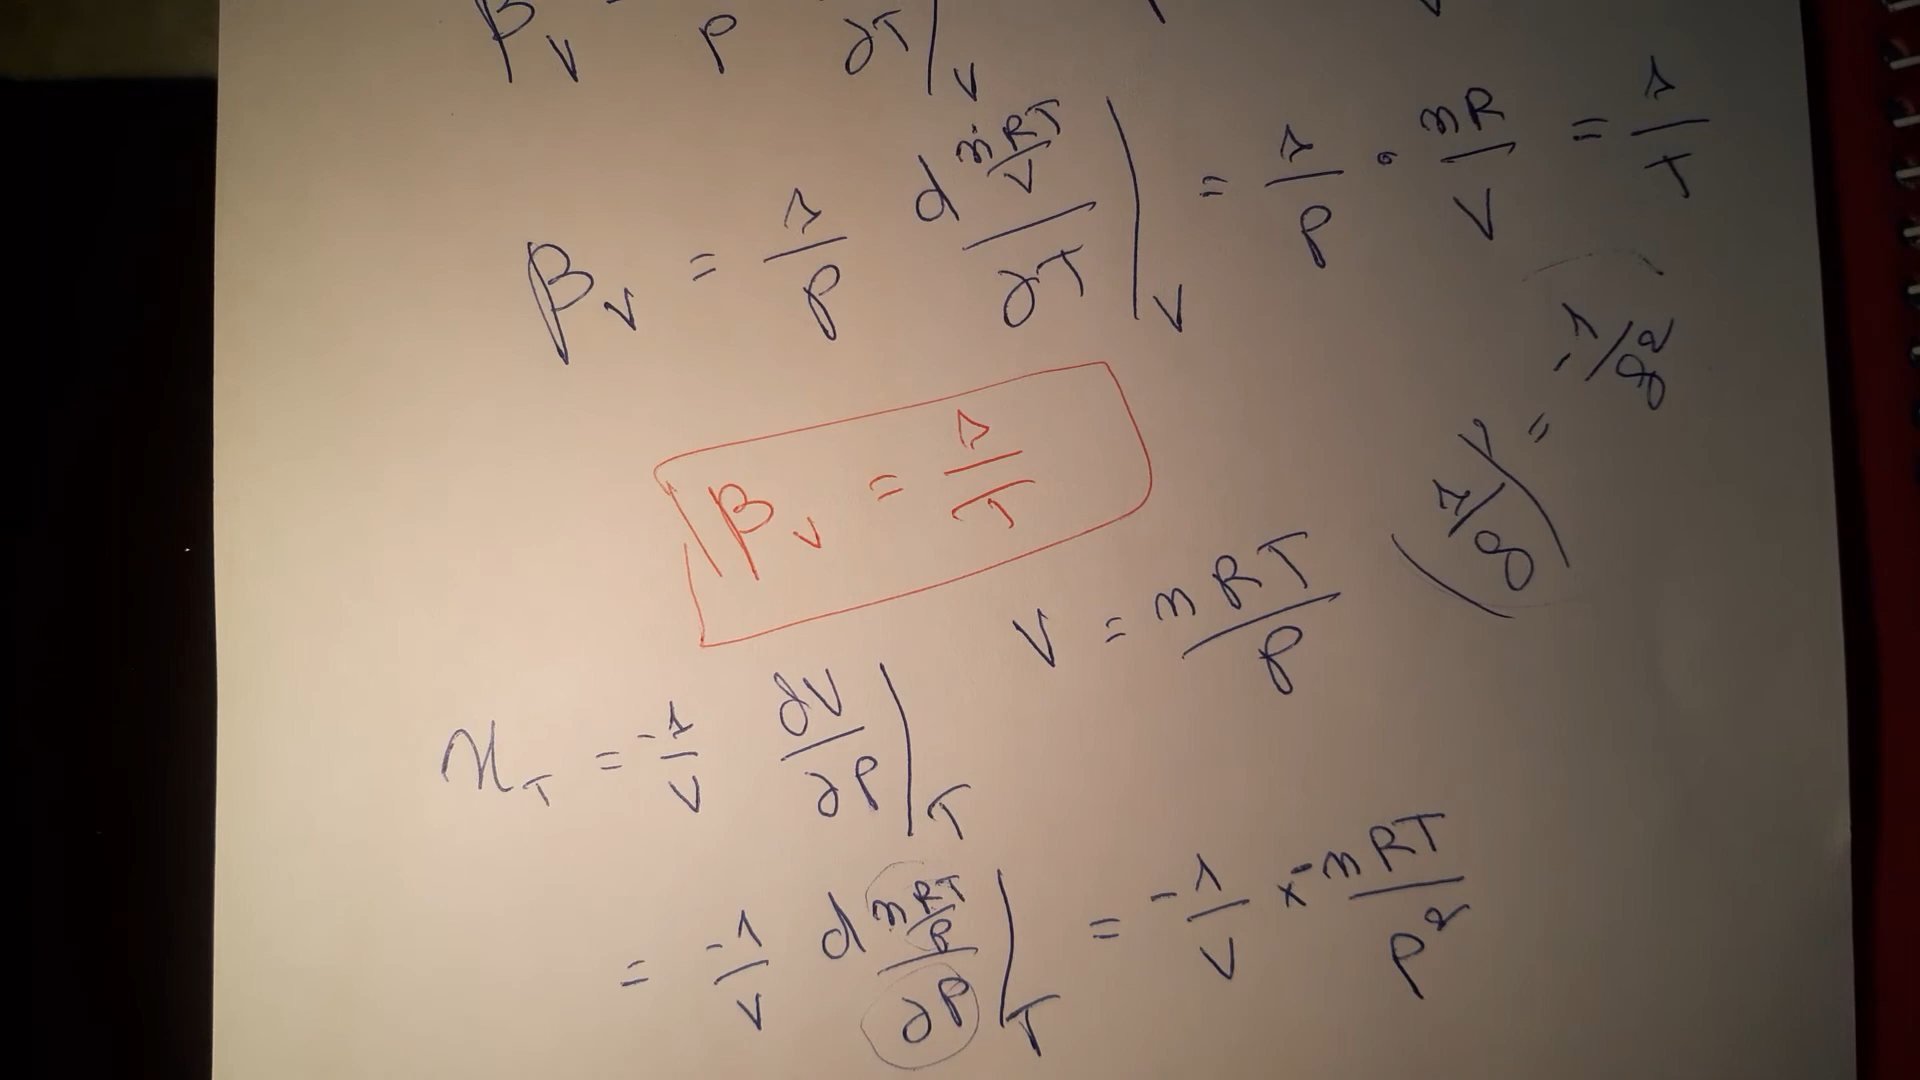 β_V = 1/P ∂T |_V
β_V = 1/P d(nRT/V)/∂T |_V = 1/P · nR/V = 1/T
β_V = 1/T
(1/x)' = -1/x²
V = nRT/P
χ_T = -1/V ∂V/∂P |_T
= -1/V d(nRT/P)/∂P |_T = -1/V × -nRT/P²